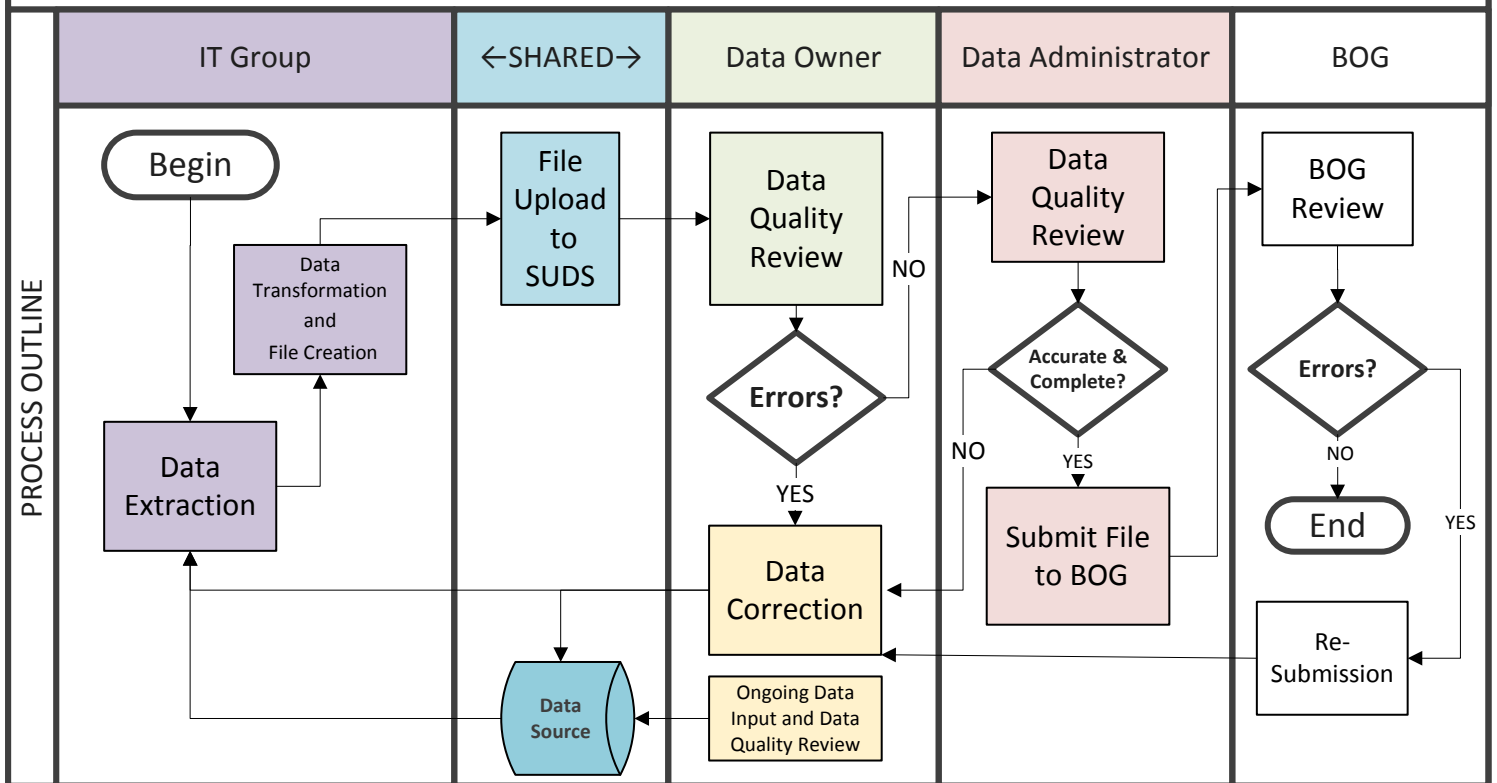 PROCESS OUTLINE
IT Group
←SHARED→
Data Owner
Data Administrator
BOG
Begin
Data
Transformation
and
File Creation
Data
Extraction
File
Upload
to
SUDS
Data
Source
Data
Quality
Review
NO
Errors?
YES
Data
Correction
Ongoing Data
Input and Data
Quality Review
Data
Quality
Review
Accurate &
Complete?
NO
YES
Submit File
to BOG
BOG
Review
Errors?
NO
YES
End
Re-
Submission